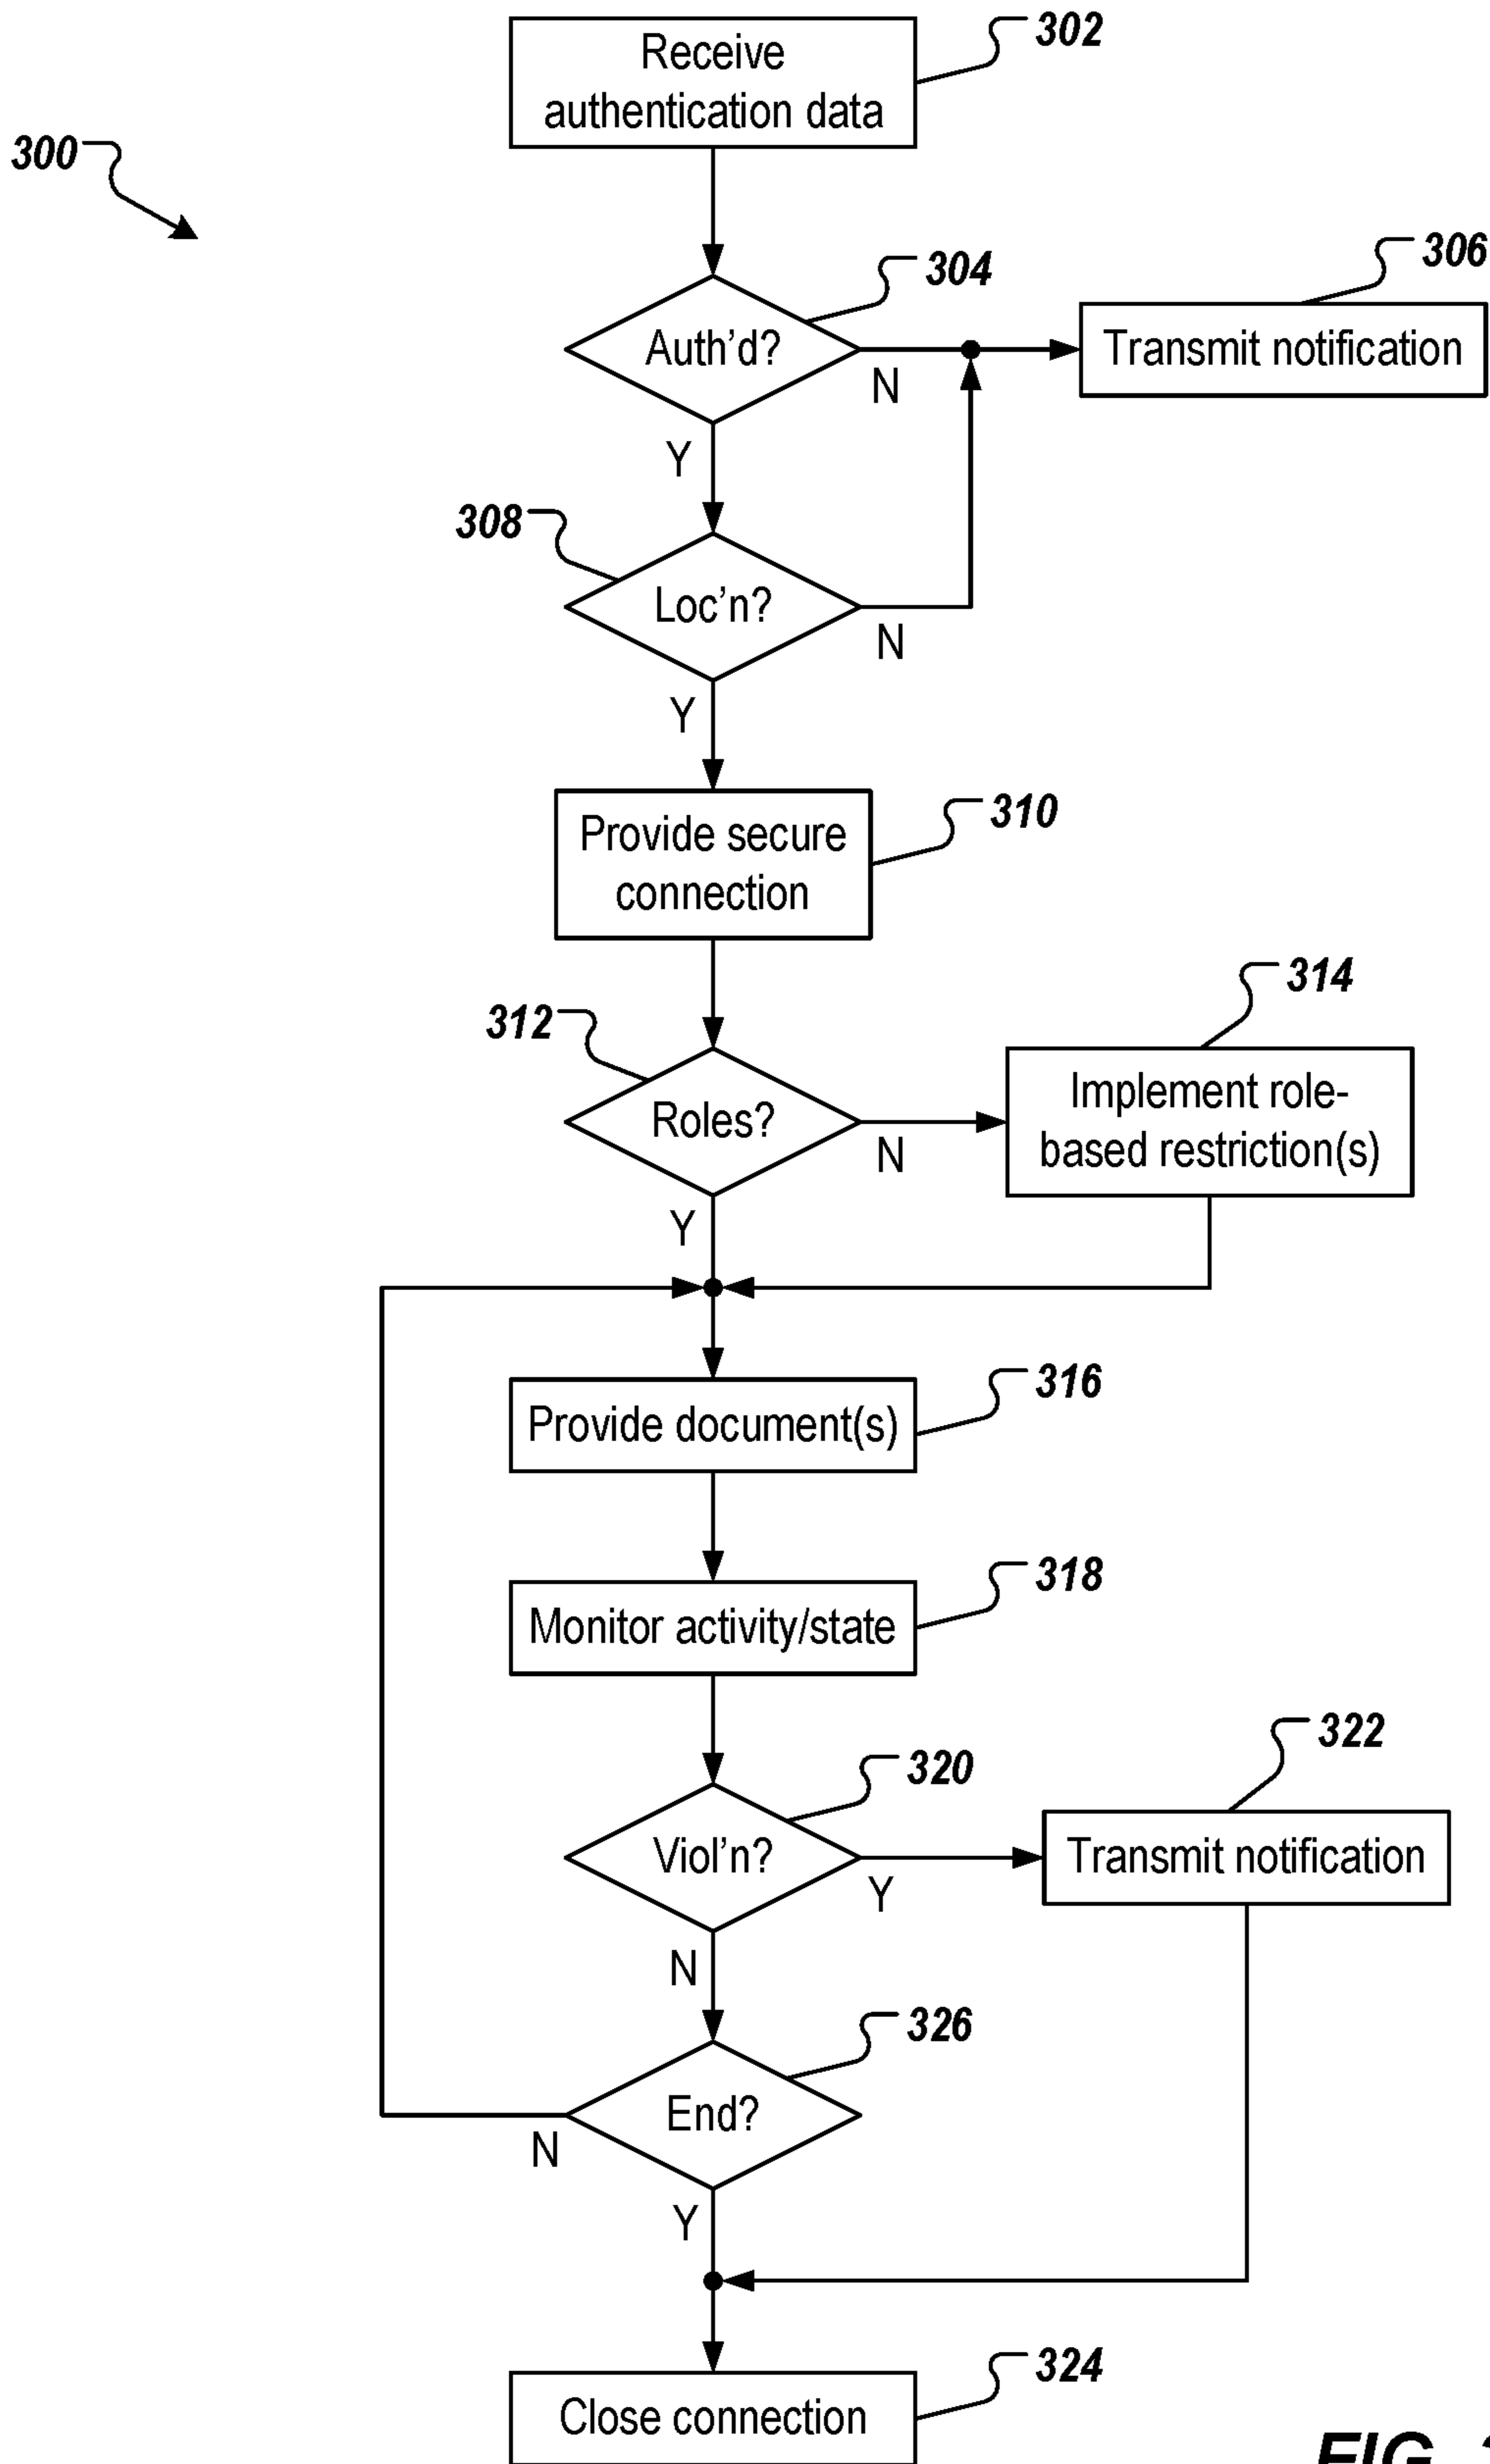 302
Receive
authentication data
300
304
306
Auth’d?
N
Transmit notification
Y
308
Loc’n?
N
Y
310
Provide secure
connection
312
314
Roles?
N
Implement role-
based restriction(s)
Y
316
Provide document(s)
318
Monitor activity/state
320
322
Viol’n?
Y
Transmit notification
N
326
End?
N
Y
324
Close connection
FIG.